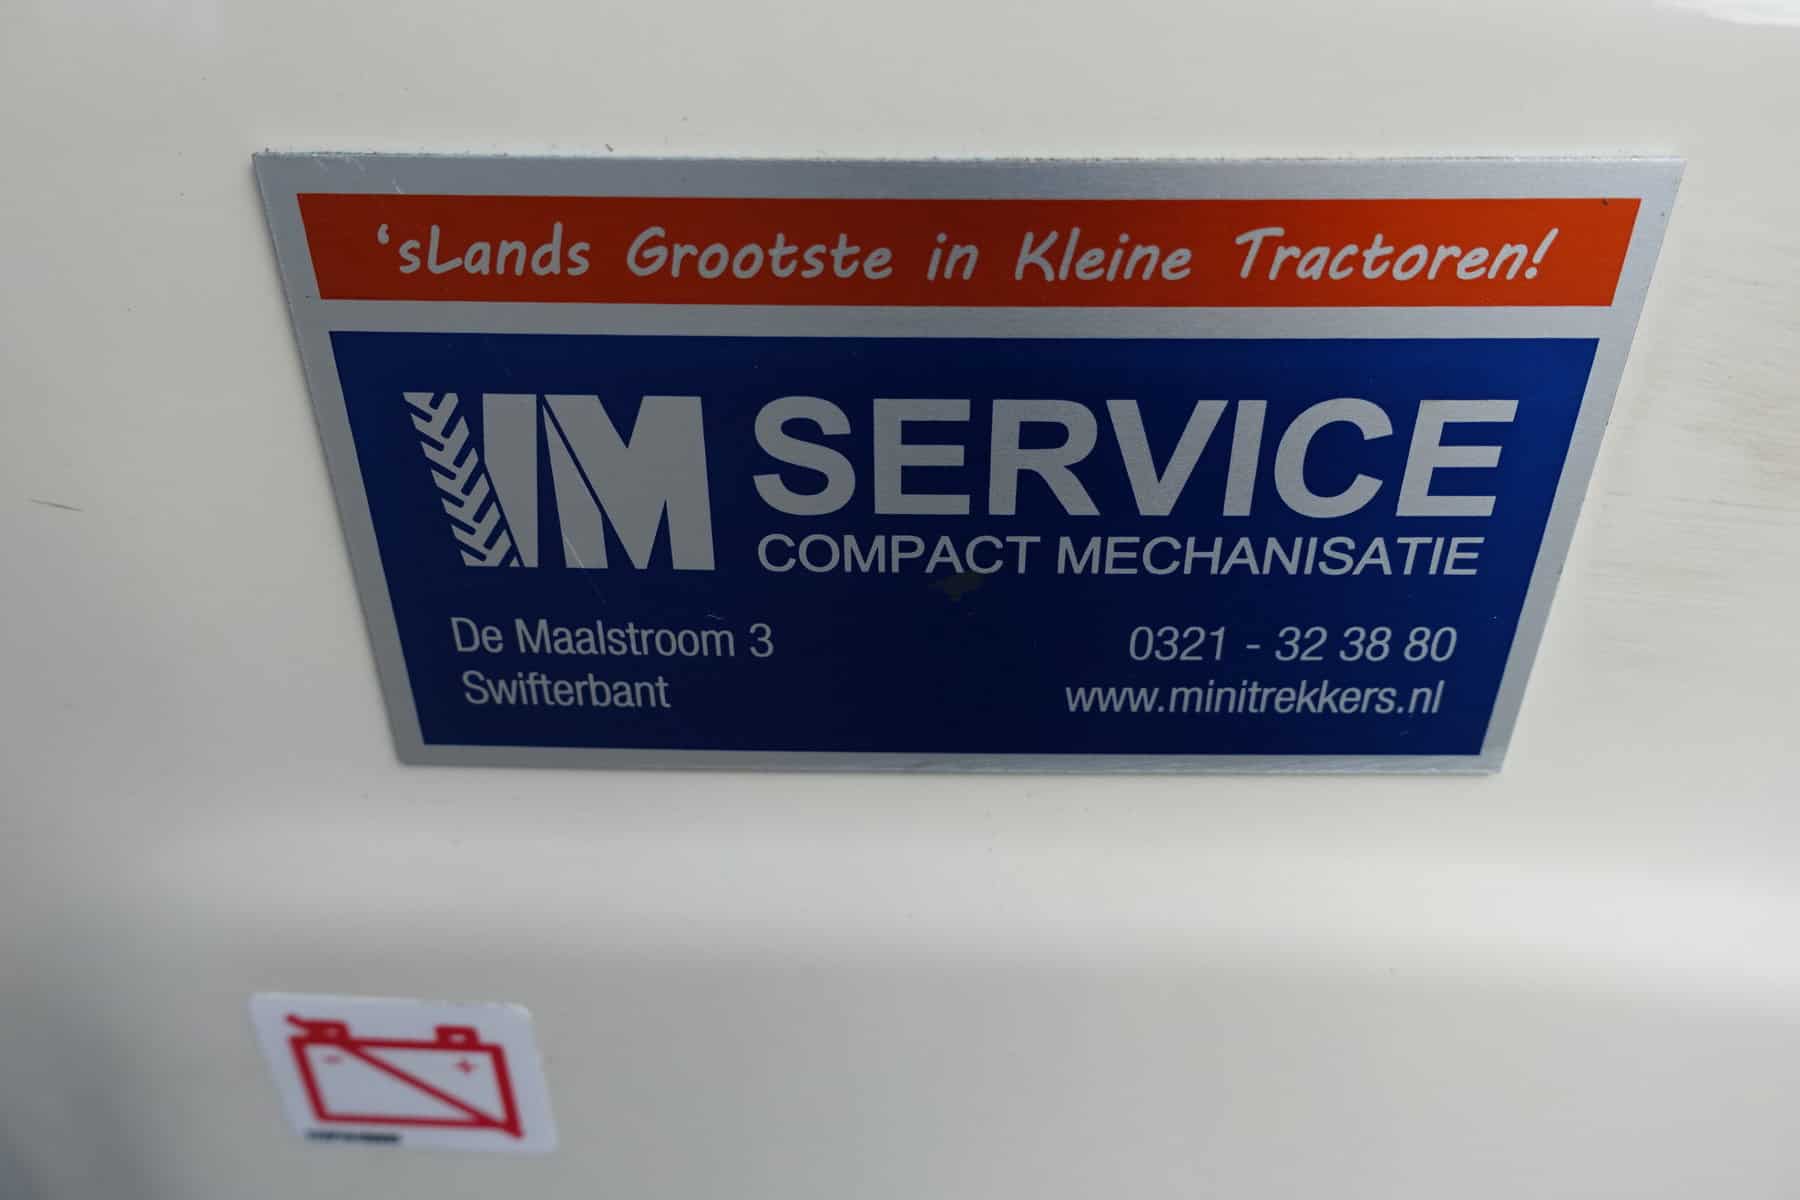 'sLands Grootste in Kleine Tractoren!
IM SERVICE
COMPACT MECHANISATIE
De Maalstroom 3
Swifterbant
0321 - 32 38 80
www.minitrekkers.nl
- +